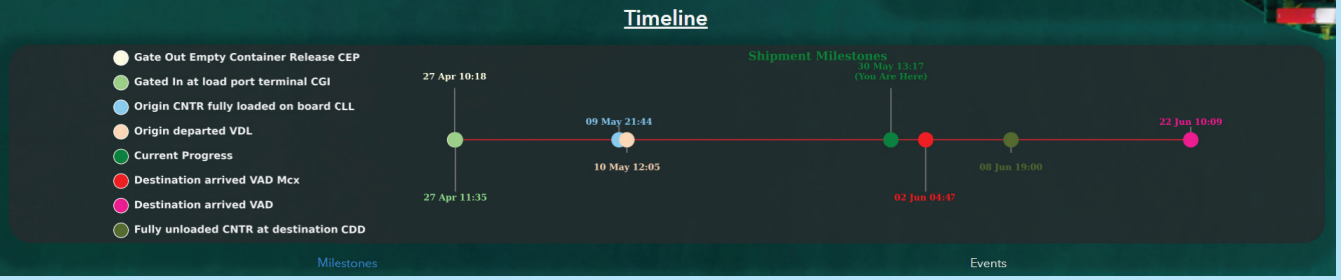 Timeline
Shipment Milestones
Gate Out Empty Container Release CEP
Gated In at load port terminal CGI
Origin CNTR fully loaded on board CLL
Origin departed VDL
Current Progress
Destination arrived VAD Mcx
Destination arrived VAD
Fully unloaded CNTR at destination CDD
27 Apr 10:18
27 Apr 11:35
09 May 21:44
10 May 12:05
30 May 13:17
(You Are Here)
02 Jun 04:47
08 Jun 19:00
22 Jun 10:09
Milestones
Events